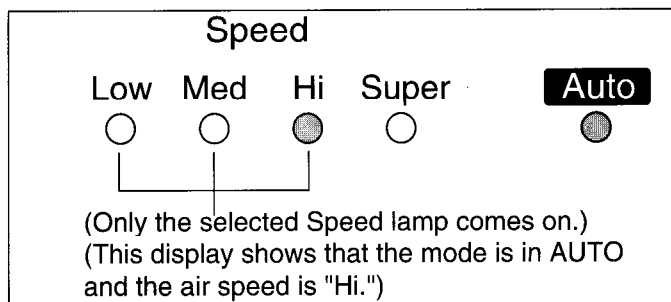 Speed
Low Med Hi Super Auto
(Only the selected Speed lamp comes on.)
(This display shows that the mode is in AUTO
and the air speed is "Hi.")